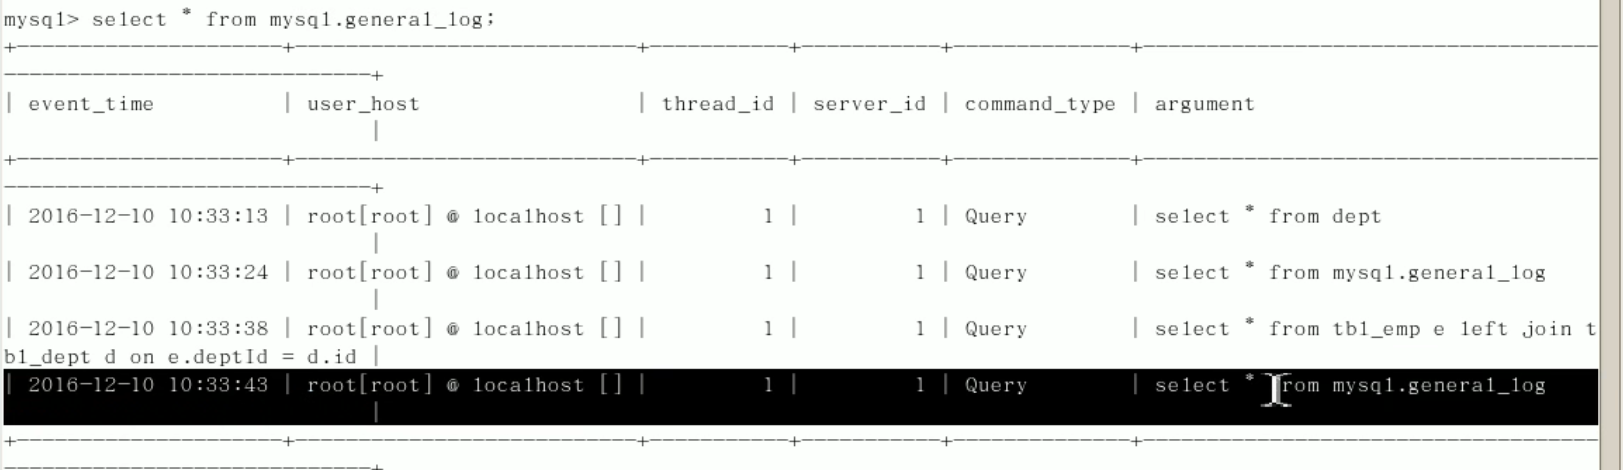 mysql> select * from mysql.general_log;
+---------------------+---------------------------+-----------+-----------+--------------+-----------------------------------
-----------------------------+
| event_time | user_host | thread_id | server_id | command_type | argument
|
+---------------------+---------------------------+-----------+-----------+--------------+-----------------------------------
-----------------------------+
| 2016-12-10 10:33:13 | root[root] @ localhost [] | 1 | 1 | Query | select * from dept
|
| 2016-12-10 10:33:24 | root[root] @ localhost [] | 1 | 1 | Query | select * from mysql.general_log
|
| 2016-12-10 10:33:38 | root[root] @ localhost [] | 1 | 1 | Query | select * from tbl_emp e left join t
bl_dept d on e.deptId = d.id |
| 2016-12-10 10:33:43 | root[root] @ localhost [] | 1 | 1 | Query | select * from mysql.general_log
|
+---------------------+---------------------------+-----------+-----------+--------------+-----------------------------------
-----------------------------+